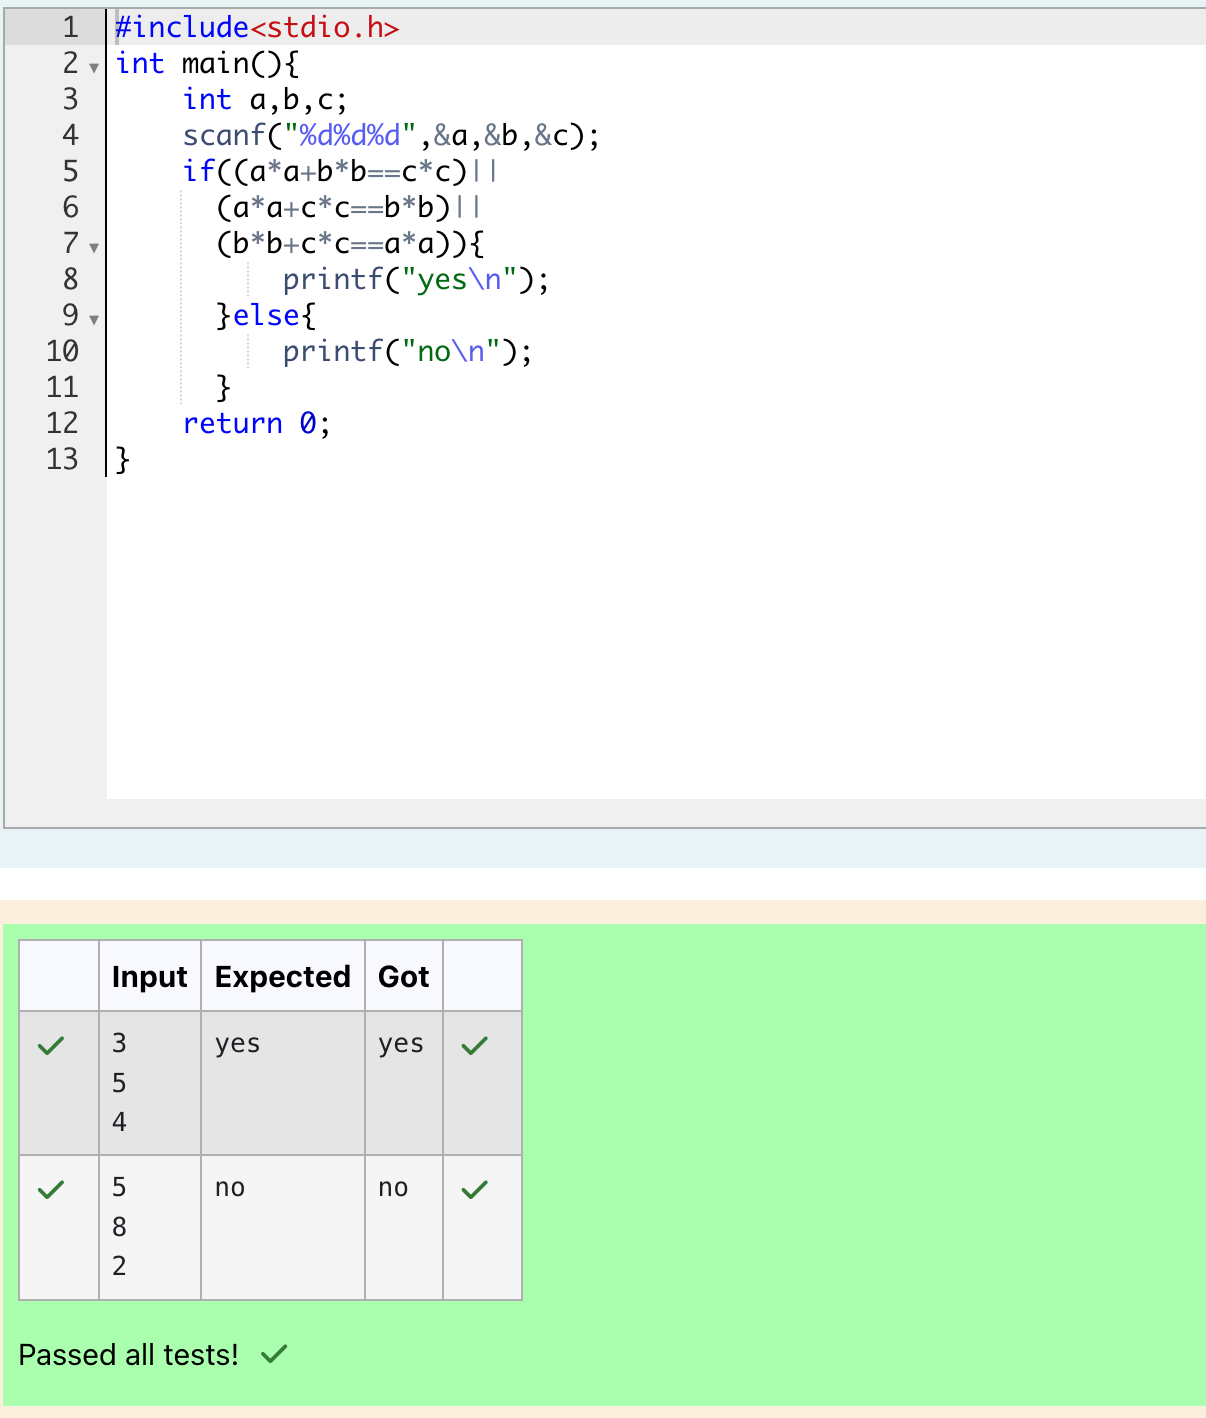 1 #include<stdio.h>
2 int main(){
3     int a,b,c;
4     scanf("%d%d%d",&a,&b,&c);
5     if((a*a+b*b==c*c)||
6       (a*a+c*c==b*b)||
7       (b*b+c*c==a*a)){
8           printf("yes\n");
9       }else{
10           printf("no\n");
11       }
12     return 0;
13 }
Input Expected Got
3 yes yes
5
4
5 no no
8
2
Passed all tests!